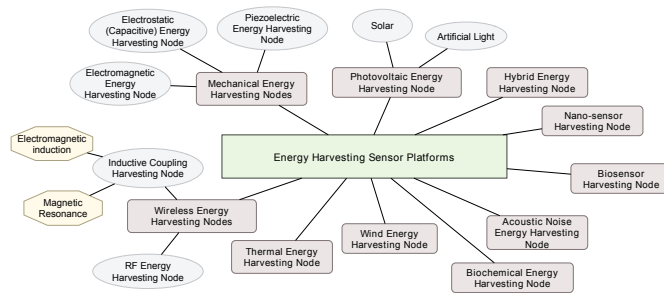 Electrostatic
(Capacitive) Energy
Harvesting Node
Piezoelectric
Energy Harvesting
Node
Solar
Artificial Light
Electromagnetic
Energy
Harvesting Node
Mechanical Energy
Harvesting Nodes
Photovoltaic Energy
Harvesting Node
Hybrid Energy
Harvesting Node
Nano-sensor
Harvesting Node
Electromagnetic
induction
Inductive Coupling
Harvesting Node
Energy Harvesting Sensor Platforms
Biosensor
Harvesting Node
Magnetic
Resonance
Wireless Energy
Harvesting Nodes
Thermal Energy
Harvesting Node
Wind Energy
Harvesting Node
Acoustic Noise
Energy Harvesting
Node
RF Energy
Harvesting Node
Biochemical Energy
Harvesting Node